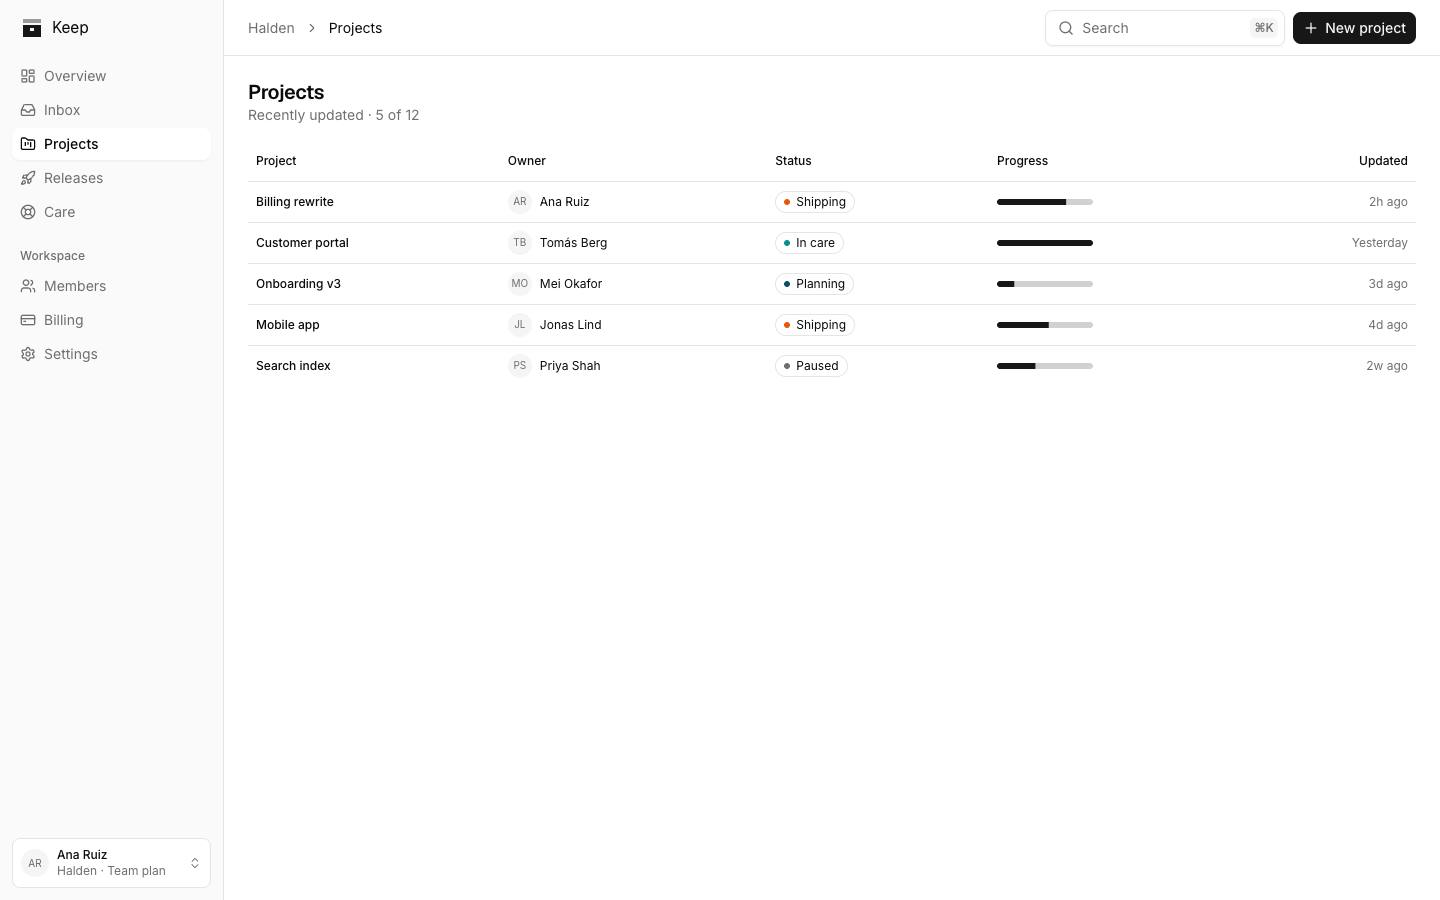 Keep
Overview
Inbox
Projects
Releases
Care
Workspace
Members
Billing
Settings
AR
Ana Ruiz
Halden · Team plan
Halden > Projects
Search ⌘K
New project
Projects
Recently updated · 5 of 12
Project Owner Status Progress Updated
Billing rewrite AR Ana Ruiz Shipping 2h ago
Customer portal TB Tomás Berg In care Yesterday
Onboarding v3 MO Mei Okafor Planning 3d ago
Mobile app JL Jonas Lind Shipping 4d ago
Search index PS Priya Shah Paused 2w ago